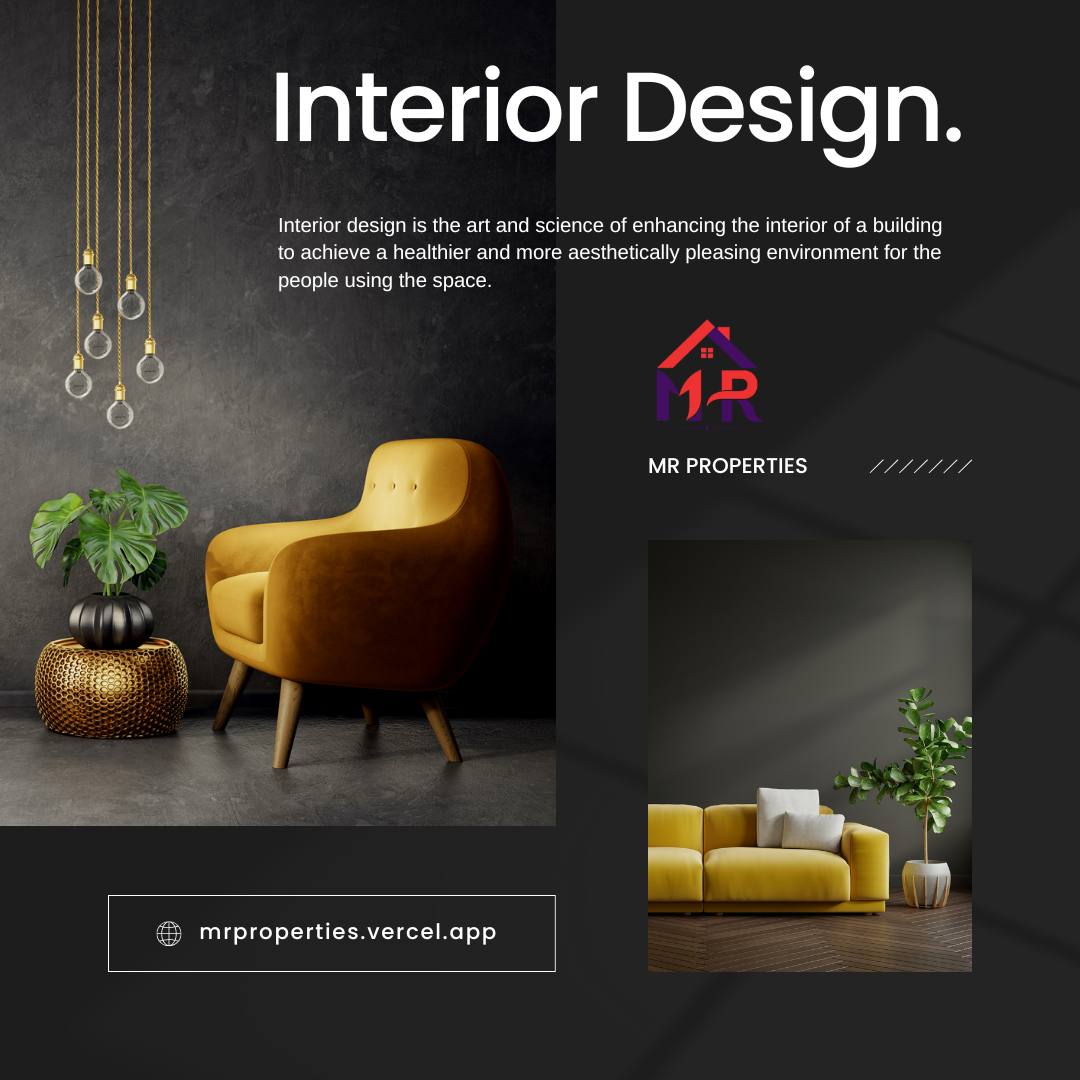 Interior Design.
Interior design is the art and science of enhancing the interior of a building
to achieve a healthier and more aesthetically pleasing environment for the
people using the space.
MR
MR PROPERTIES
mrproperties.vercel.app